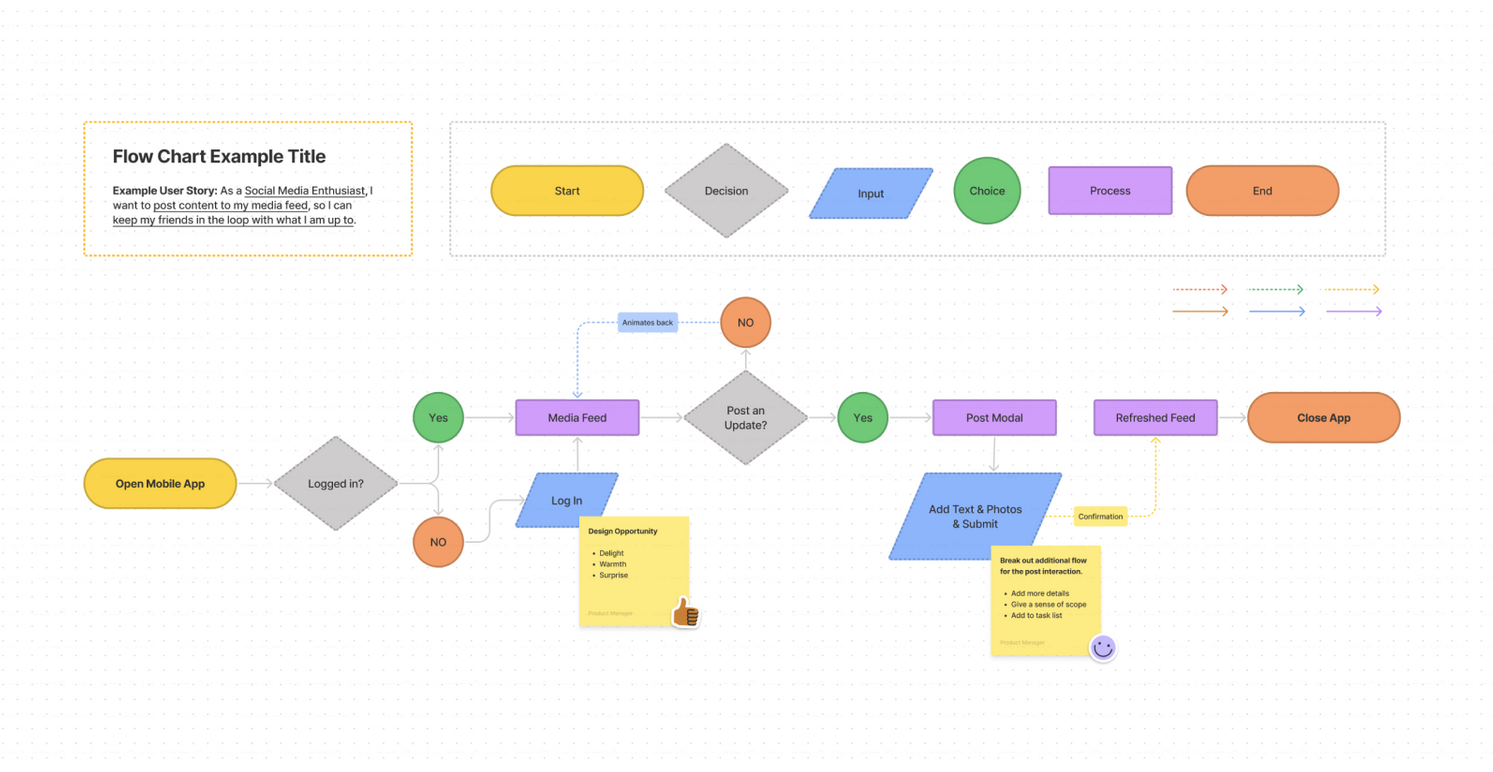 Flow Chart Example Title
Example User Story: As a Social Media Enthusiast, I
want to post content to my media feed, so I can
keep my friends in the loop with what I am up to.
Start
Decision
Input
Choice
Process
End
Animates back
NO
Yes
Media Feed
Post an
Update?
Yes
Post Modal
Refreshed Feed
Close App
Open Mobile App
Logged in?
NO
Log In
Design Opportunity
• Delight
• Warmth
• Surprise
Product Manager
Add Text & Photos
& Submit
Confirmation
Break out additional flow
for the post interaction.
• Add more details
• Give a sense of scope
• Add to task list
Product Manager